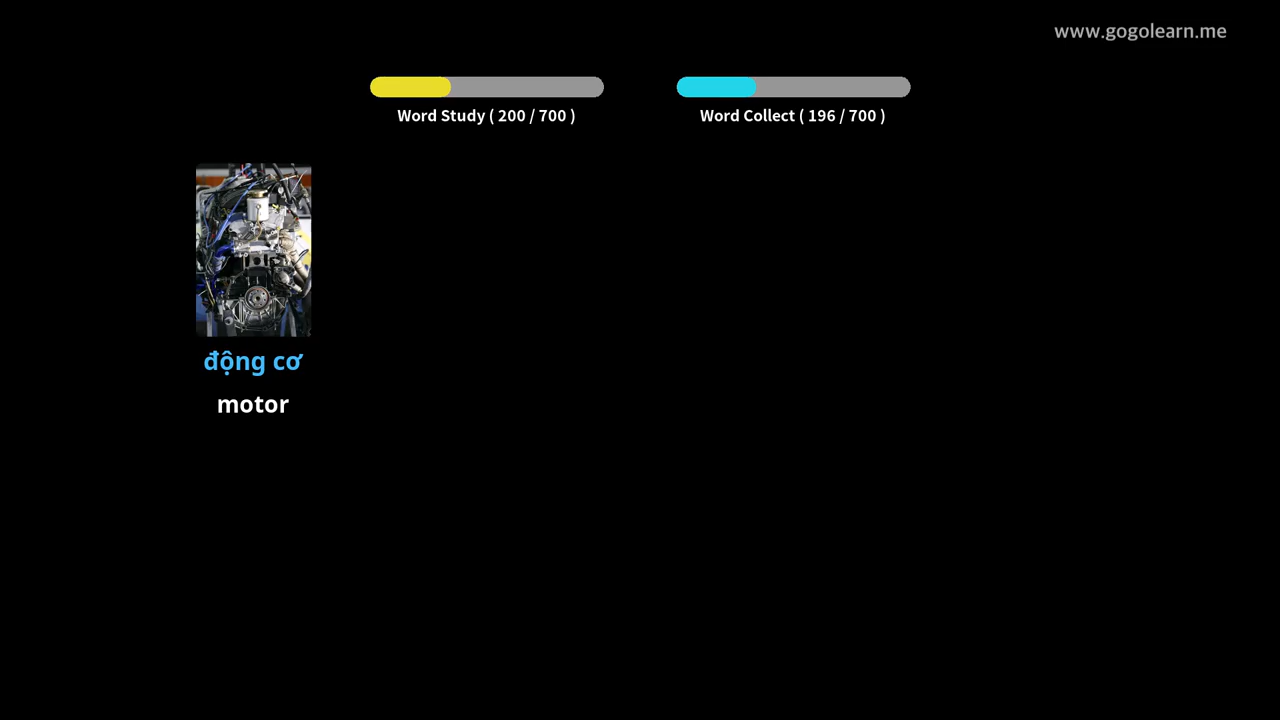 www.gogolearn.me
Word Study ( 200 / 700 )
Word Collect ( 196 / 700 )
động cơ
motor